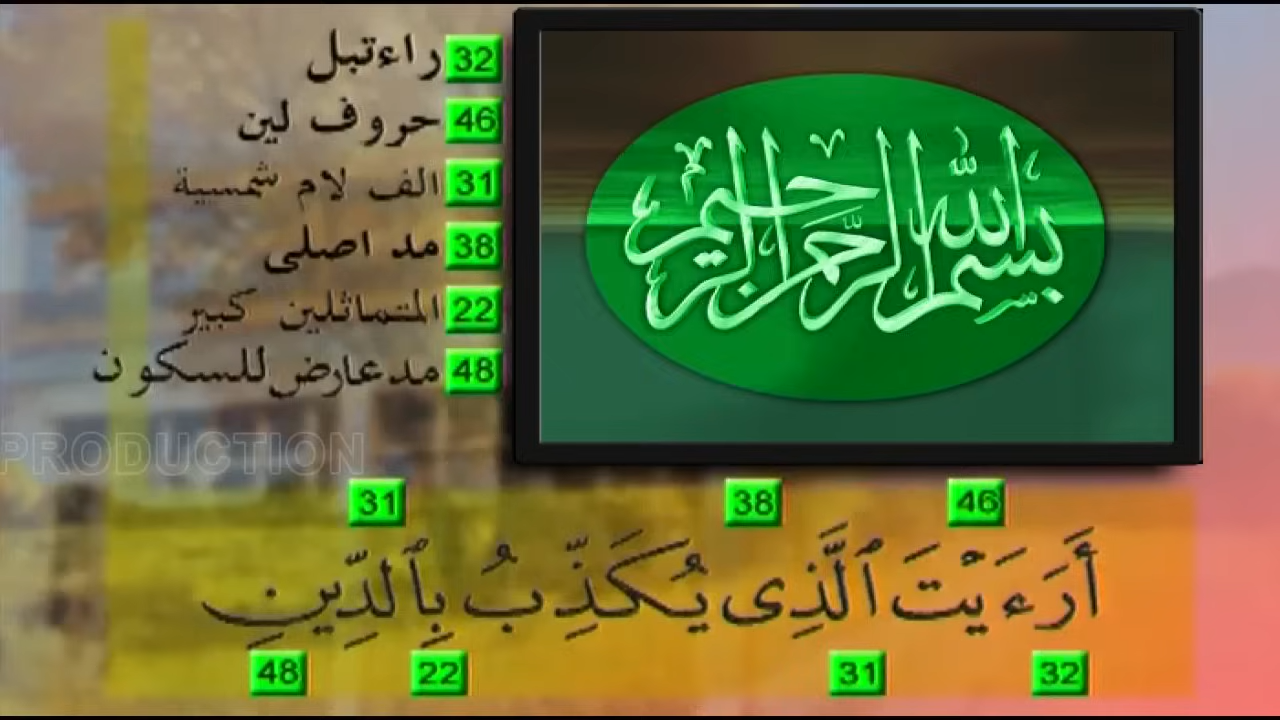 32 راءتبل
46 حروف لين
31 الف لام شمسية
38 مد اصلى
22 المتماثلين كبير
48 مدعارض للسكون
بسم الله الرحمن الرحيم
PRODUCTION
46 38 31
أَرَءَيْتَ ٱلَّذِى يُكَذِّبُ بِٱلدِّينِ
32 31 22 48